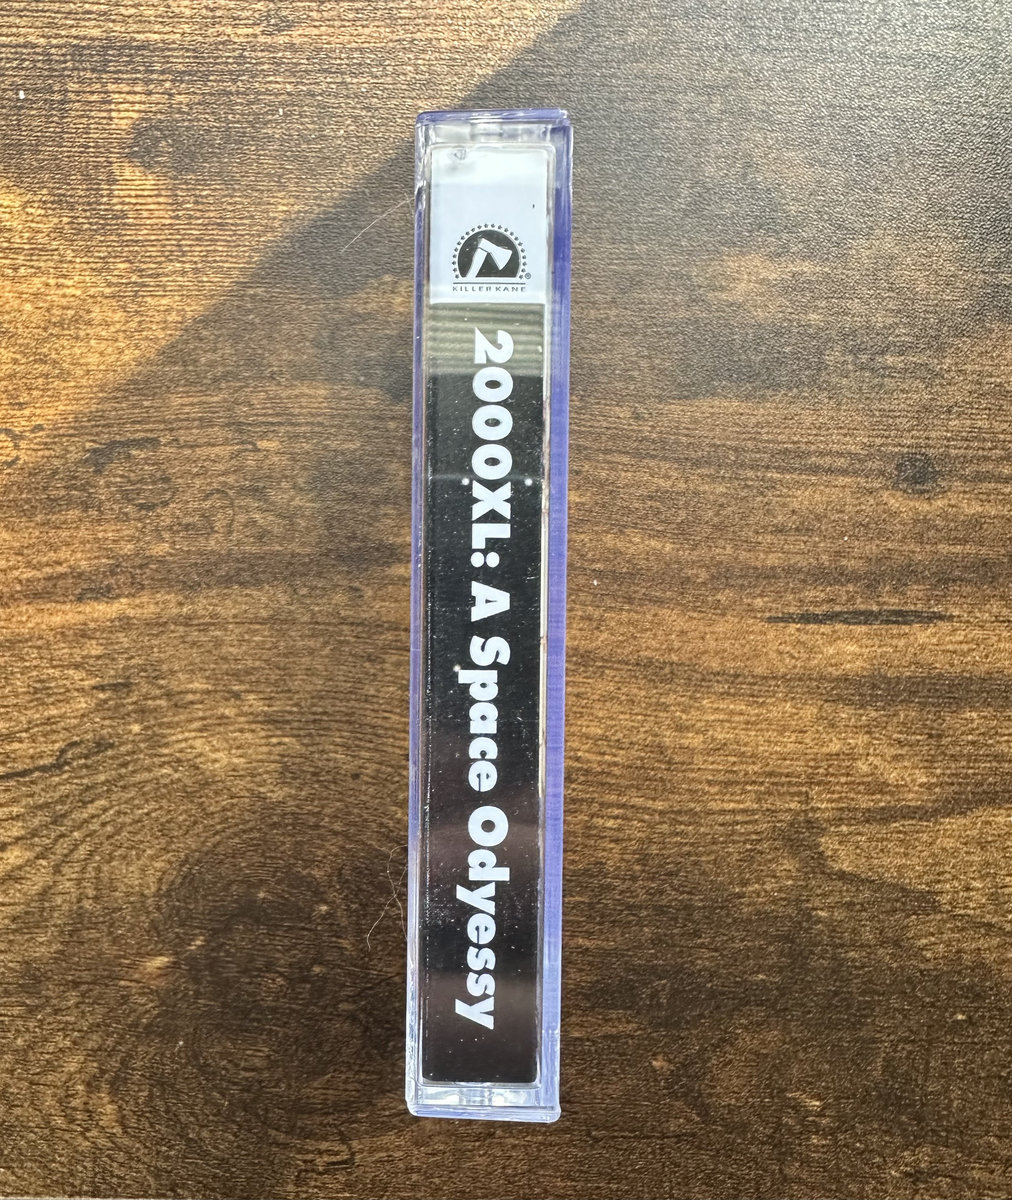 KILLER KANE
2000XL: A Space Odyessy